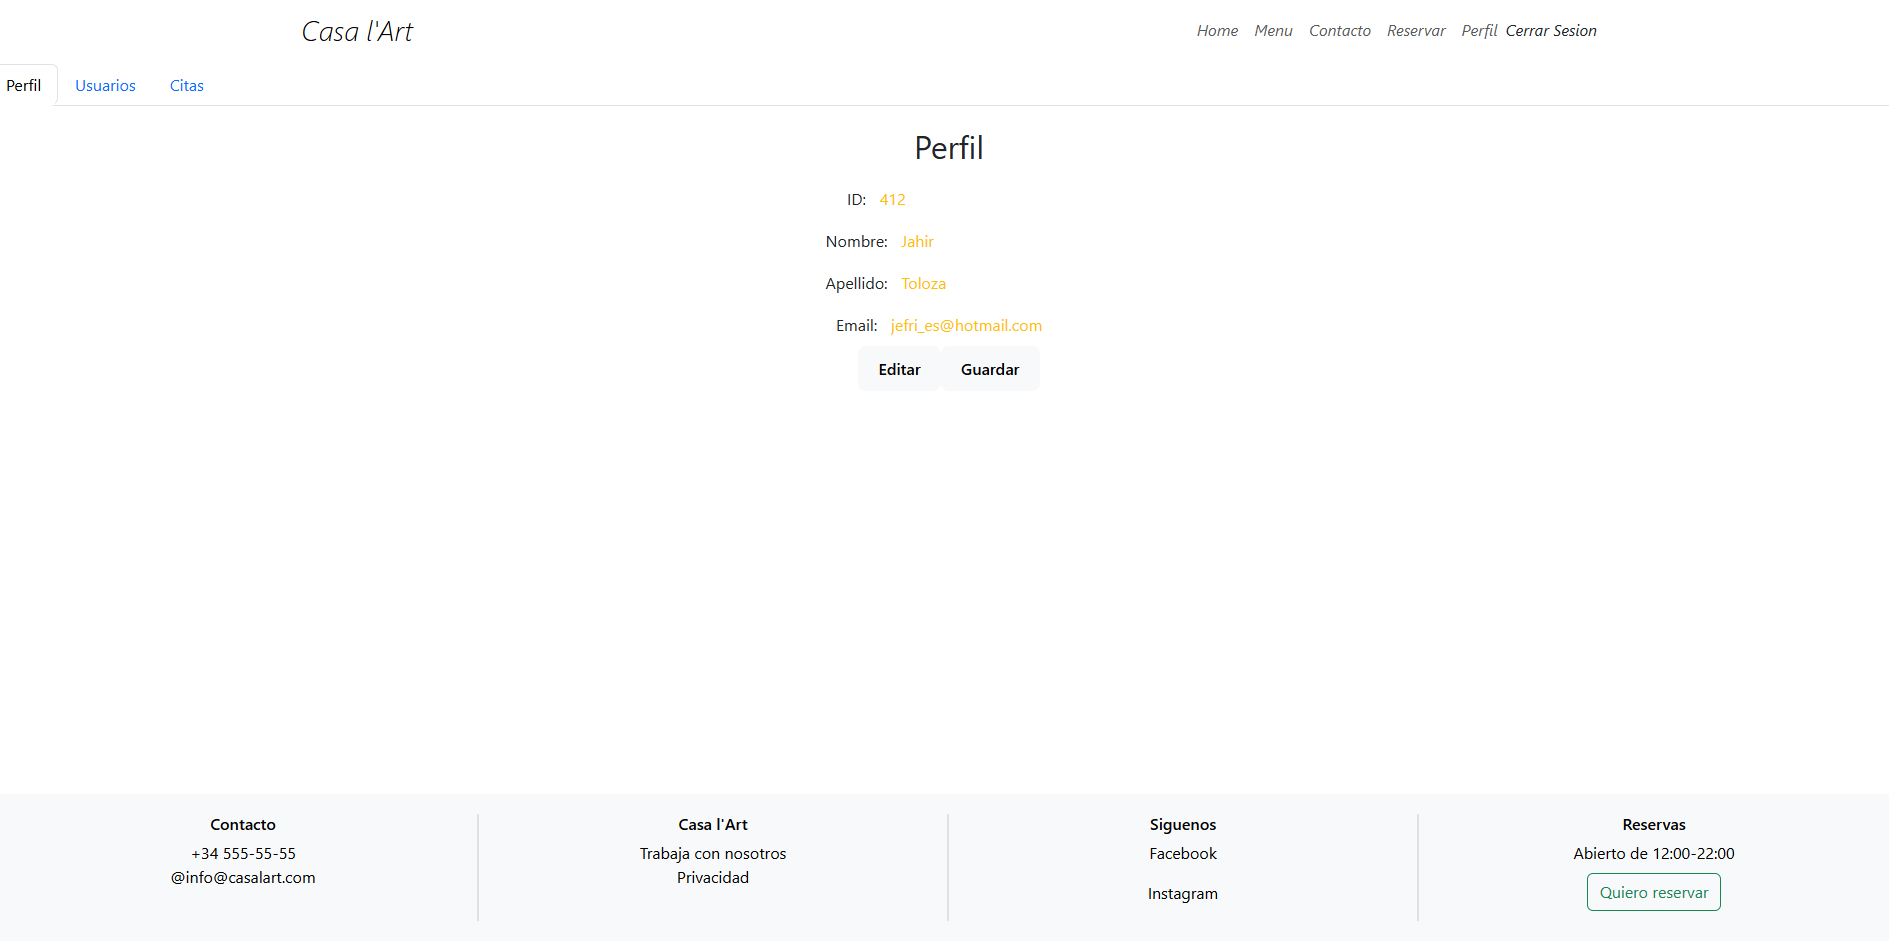 Casa l'Art
Home Menu Contacto Reservar Perfil Cerrar Sesion
Perfil Usuarios Citas
Perfil
ID: 412
Nombre: Jahir
Apellido: Toloza
Email: jefri_es@hotmail.com
Editar Guardar
Contacto
+34 555-55-55
@info@casalart.com
Casa l'Art
Trabaja con nosotros
Privacidad
Siguenos
Facebook
Instagram
Reservas
Abierto de 12:00-22:00
Quiero reservar